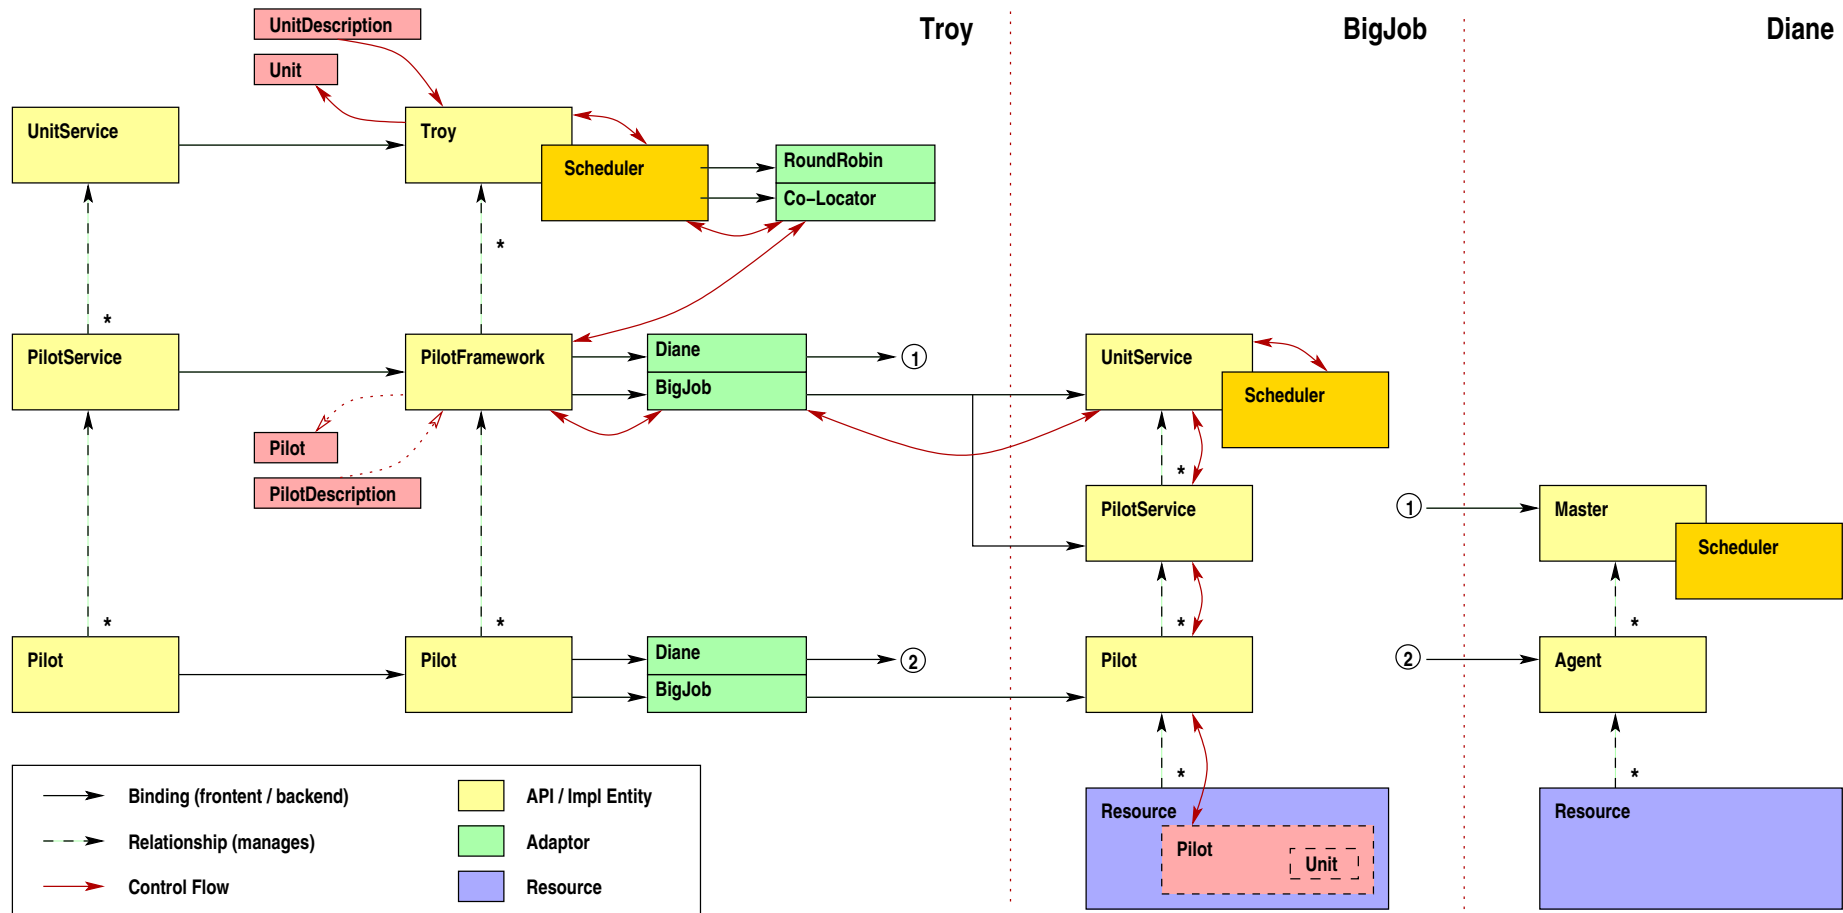 Troy
BigJob
Diane
UnitDescription
Unit
UnitService
Troy
Scheduler
RoundRobin
Co-Locator
*
*
PilotService
PilotFramework
Diane
BigJob
1
UnitService
Scheduler
Pilot
PilotDescription
*
PilotService
1
Master
Scheduler
*
*
*
*
Pilot
Pilot
Diane
BigJob
2
Pilot
2
Agent
*
*
Resource
Pilot
Unit
Resource
Binding (frontent / backend)
API / Impl Entity
Relationship (manages)
Adaptor
Control Flow
Resource